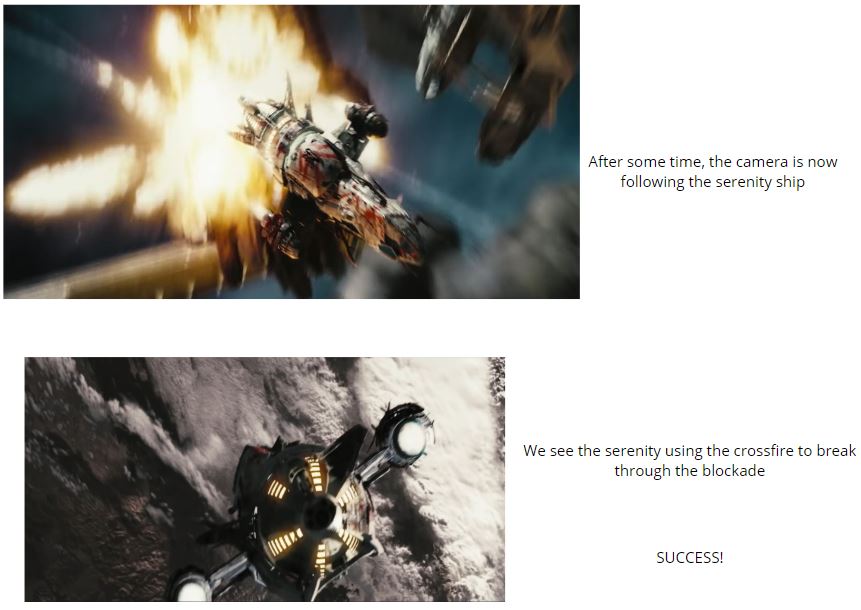 After some time, the camera is now
following the serenity ship
We see the serenity using the crossfire to break
through the blockade
SUCCESS!